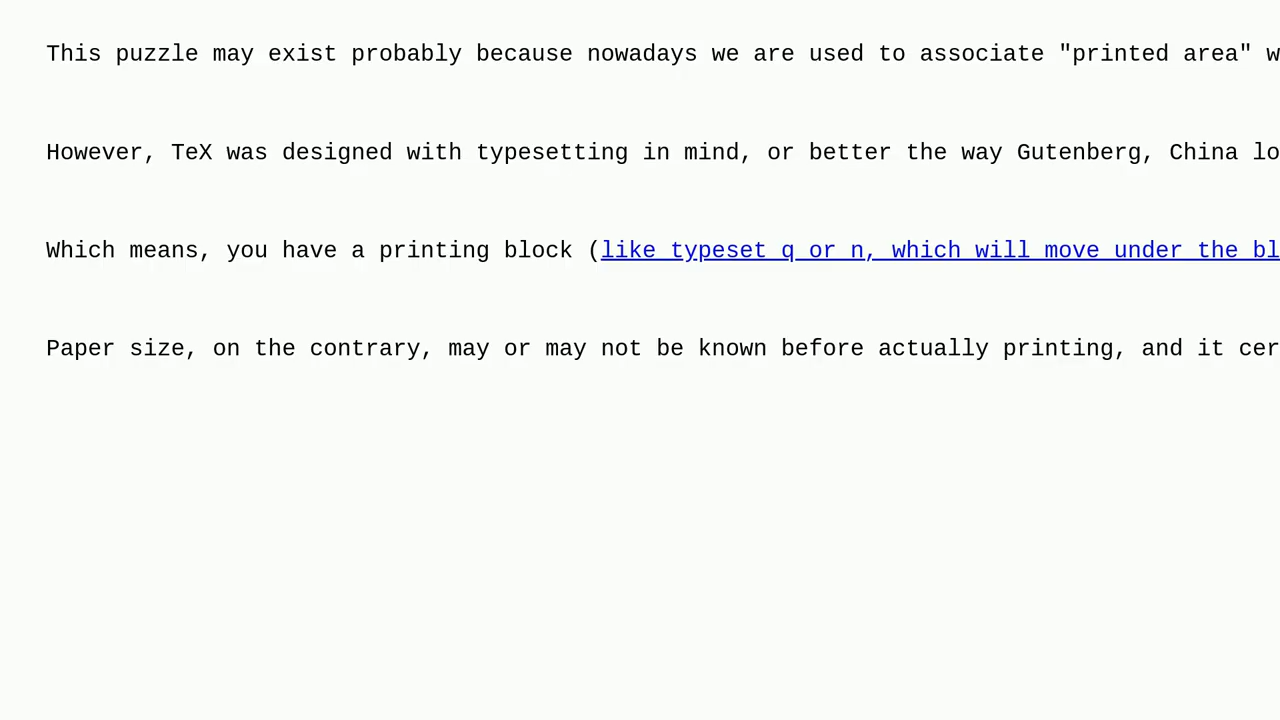 This puzzle may exist probably because nowadays we are used to associate "printed area"
However, TeX was designed with typesetting in mind, or better the way Gutenberg, China
Which means, you have a printing block (like typeset q or n, which will move under the
Paper size, on the contrary, may or may not be known before actually printing, and it